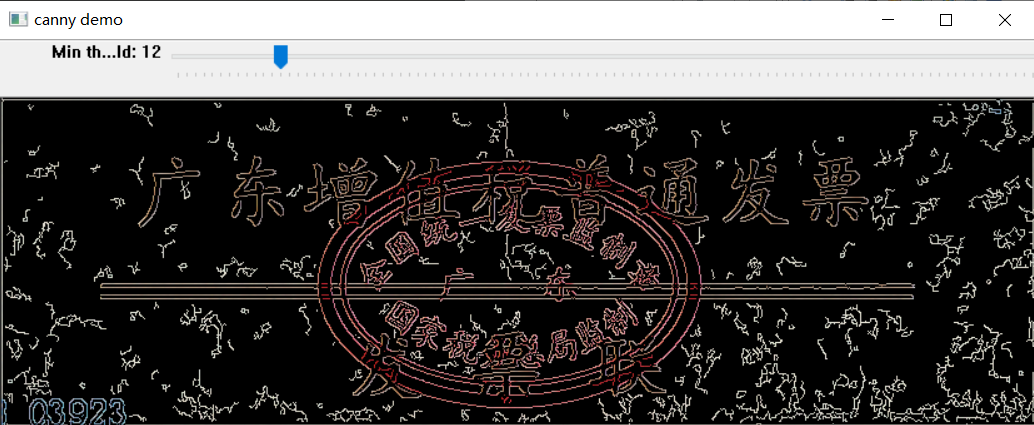 canny demo
Min th...ld: 12
广东增值税普通发票
全国统一发票监制章
广东
国家税务总局监制
发票联
03923